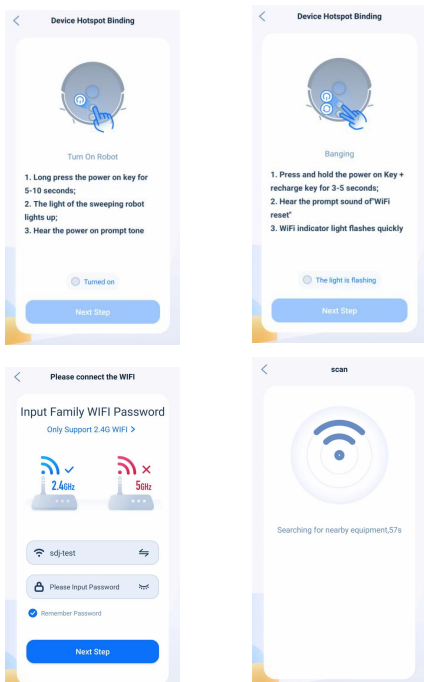 Device Hotspot Binding
Turn On Robot
1. Long press the power on key for
5-10 seconds;
2. The light of the sweeping robot
lights up;
3. Hear the power on prompt tone
Turned on
Next Step
Device Hotspot Binding
Banging
1. Press and hold the power on Key +
recharge key for 3-5 seconds;
2. Hear the prompt sound of"WiFi
reset"
3. WiFi indicator light flashes quickly
The light is flashing
Next Step
Please connect the WIFI
Input Family WIFI Password
Only Support 2.4G WIFI >
2.4GHz
5GHz
sdj-test
Please Input Password
Remember Password
Next Step
scan
Searching for nearby equipment,57s